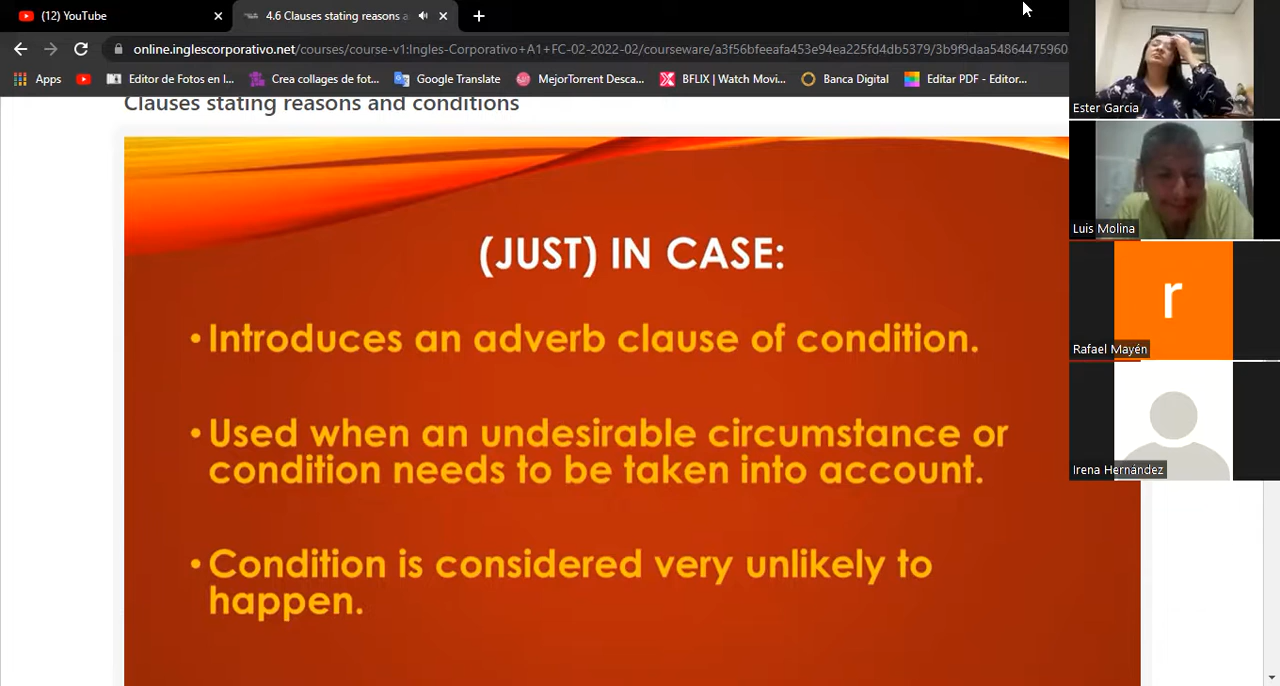 (12) YouTube
4.6 Clauses stating reasons a
online.inglescorporativo.net/courses/course-v1:Ingles-Corporativo+A1+FC-02-2022-02/courseware/a3f56bfeeafa453e94ea225fd4db5379/3b9f9daa54864475960
Apps
Editor de Fotos en l...
Crea collages de fot...
Google Translate
MejorTorrent Desca...
BFLIX | Watch Movi...
Banca Digital
Editar PDF - Editor...
Clauses stating reasons and conditions
(JUST) IN CASE:
• Introduces an adverb clause of condition.
• Used when an undesirable circumstance or
condition needs to be taken into account.
• Condition is considered very unlikely to
happen.
Ester Garcia
Luis Molina
r
Rafael Mayén
Irena Hernández